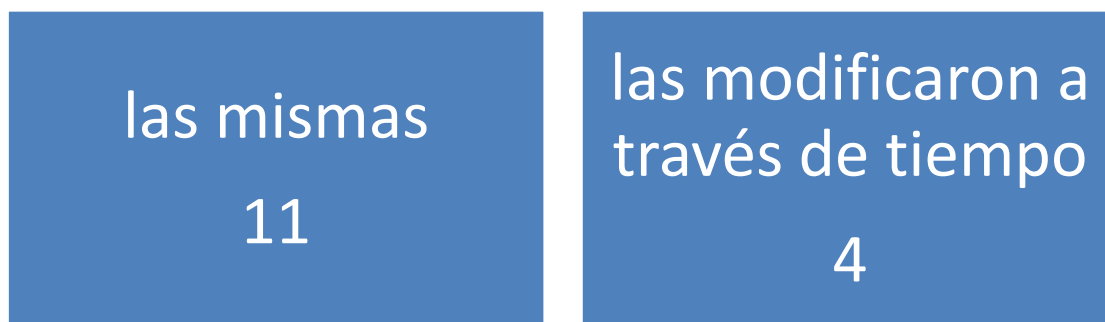 las mismas
11
las modificaron a
través de tiempo
4